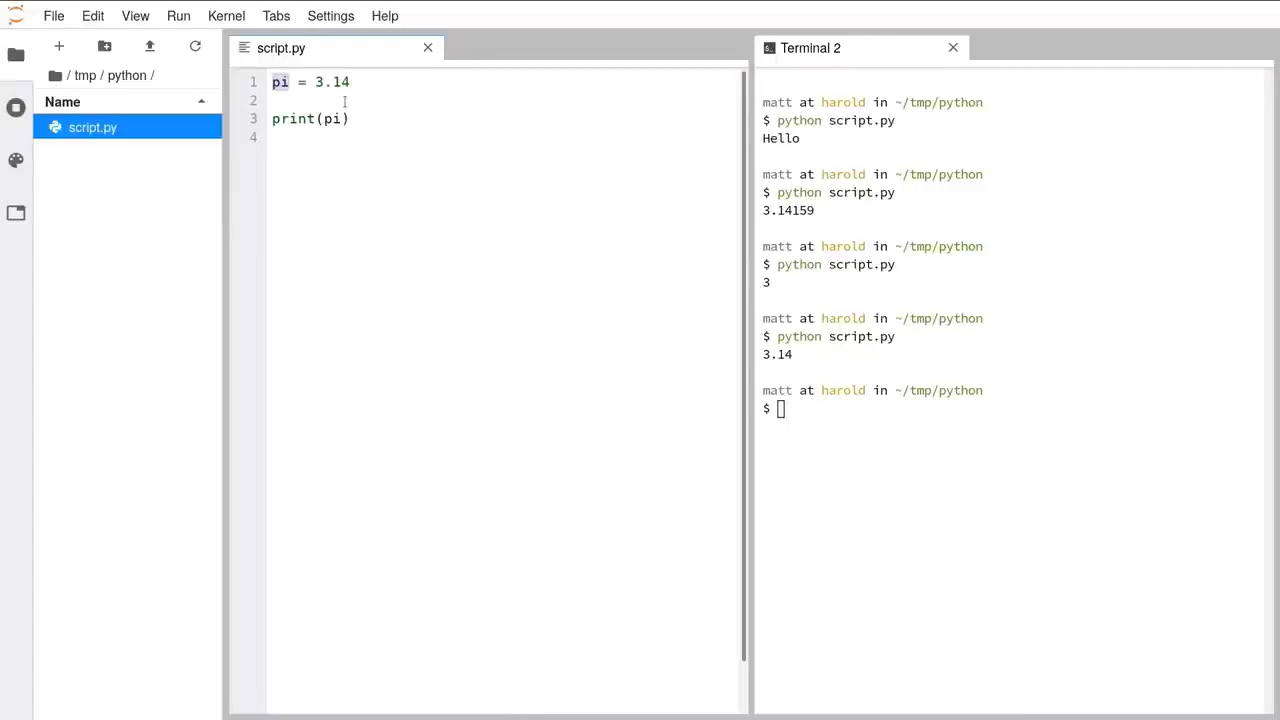 File Edit View Run Kernel Tabs Settings Help
/ tmp / python /
Name
script.py
script.py
1 pi = 3.14
2
3 print(pi)
4
Terminal 2
matt at harold in ~/tmp/python
$ python script.py
Hello
matt at harold in ~/tmp/python
$ python script.py
3.14159
matt at harold in ~/tmp/python
$ python script.py
3
matt at harold in ~/tmp/python
$ python script.py
3.14
matt at harold in ~/tmp/python
$